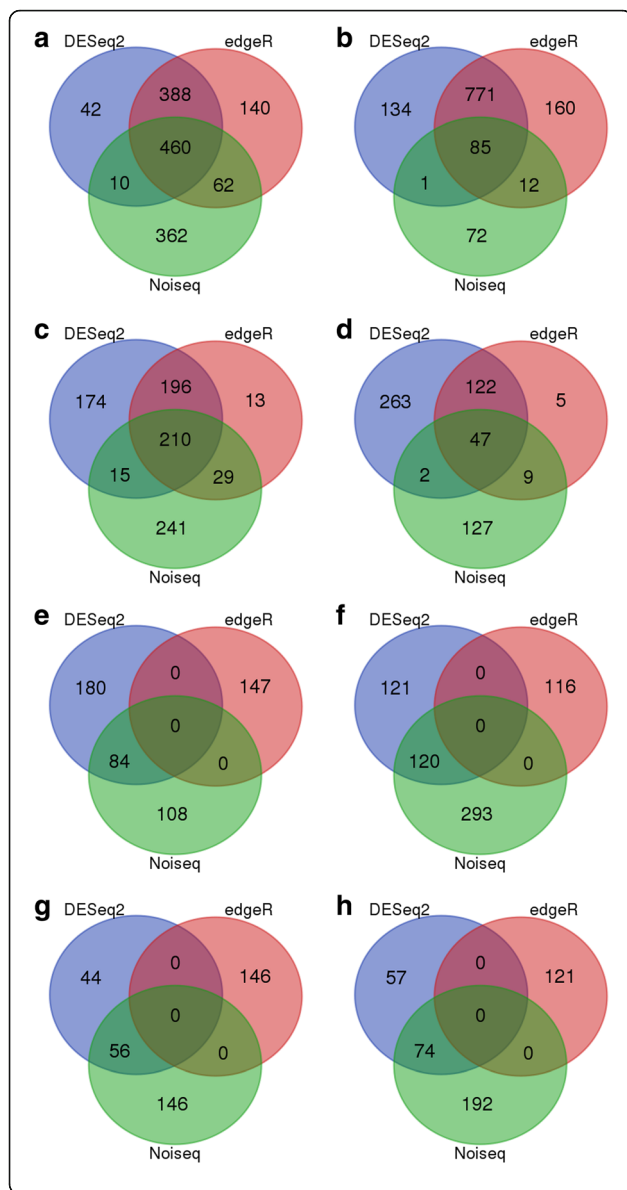 a DESeq2 edgeR
42 388 140
460
10 62
362
Noiseq
b DESeq2 edgeR
134 771 160
85
1 12
72
Noiseq
c DESeq2 edgeR
174 196 13
210
15 29
241
Noiseq
d DESeq2 edgeR
263 122 5
47
2 9
127
Noiseq
e DESeq2 edgeR
180 0 147
0
84 0
108
Noiseq
f DESeq2 edgeR
121 0 116
0
120 0
293
Noiseq
g DESeq2 edgeR
44 0 146
0
56 0
146
Noiseq
h DESeq2 edgeR
57 0 121
0
74 0
192
Noiseq